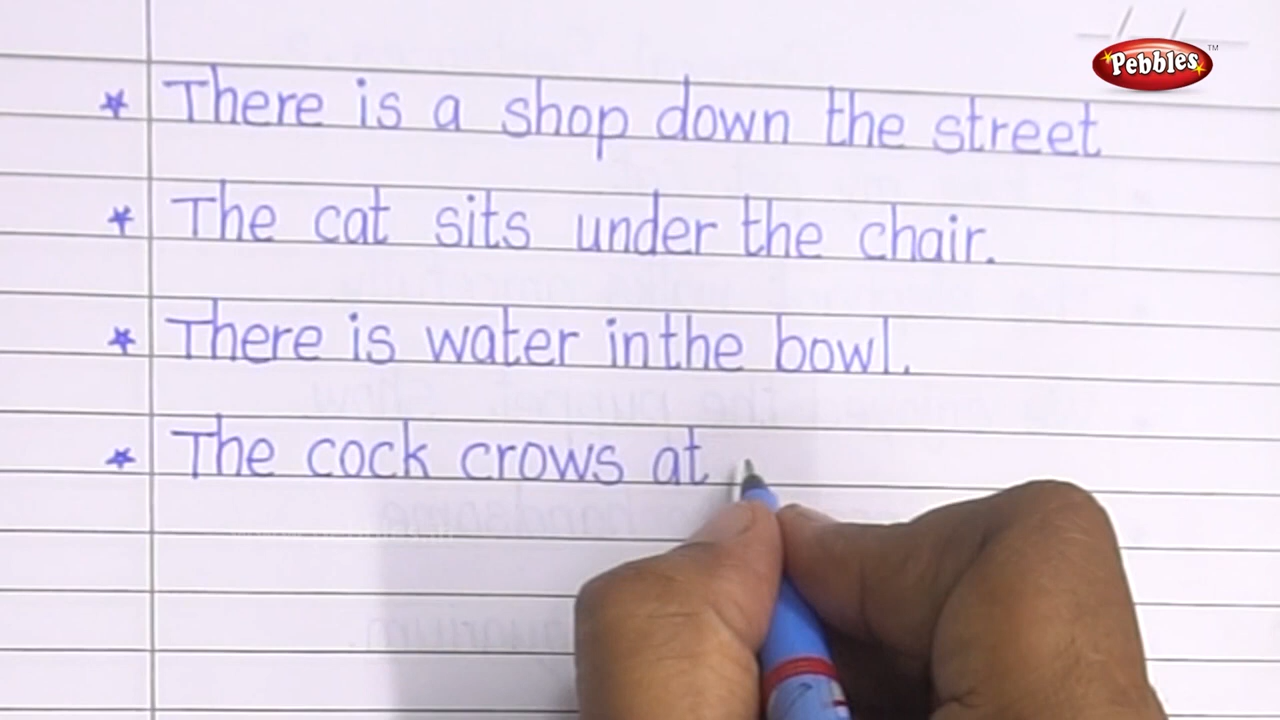 Pebbles™
* There is a shop down the street
* The cat sits under the chair.
* There is water inthe bowl.
* The cock crows at